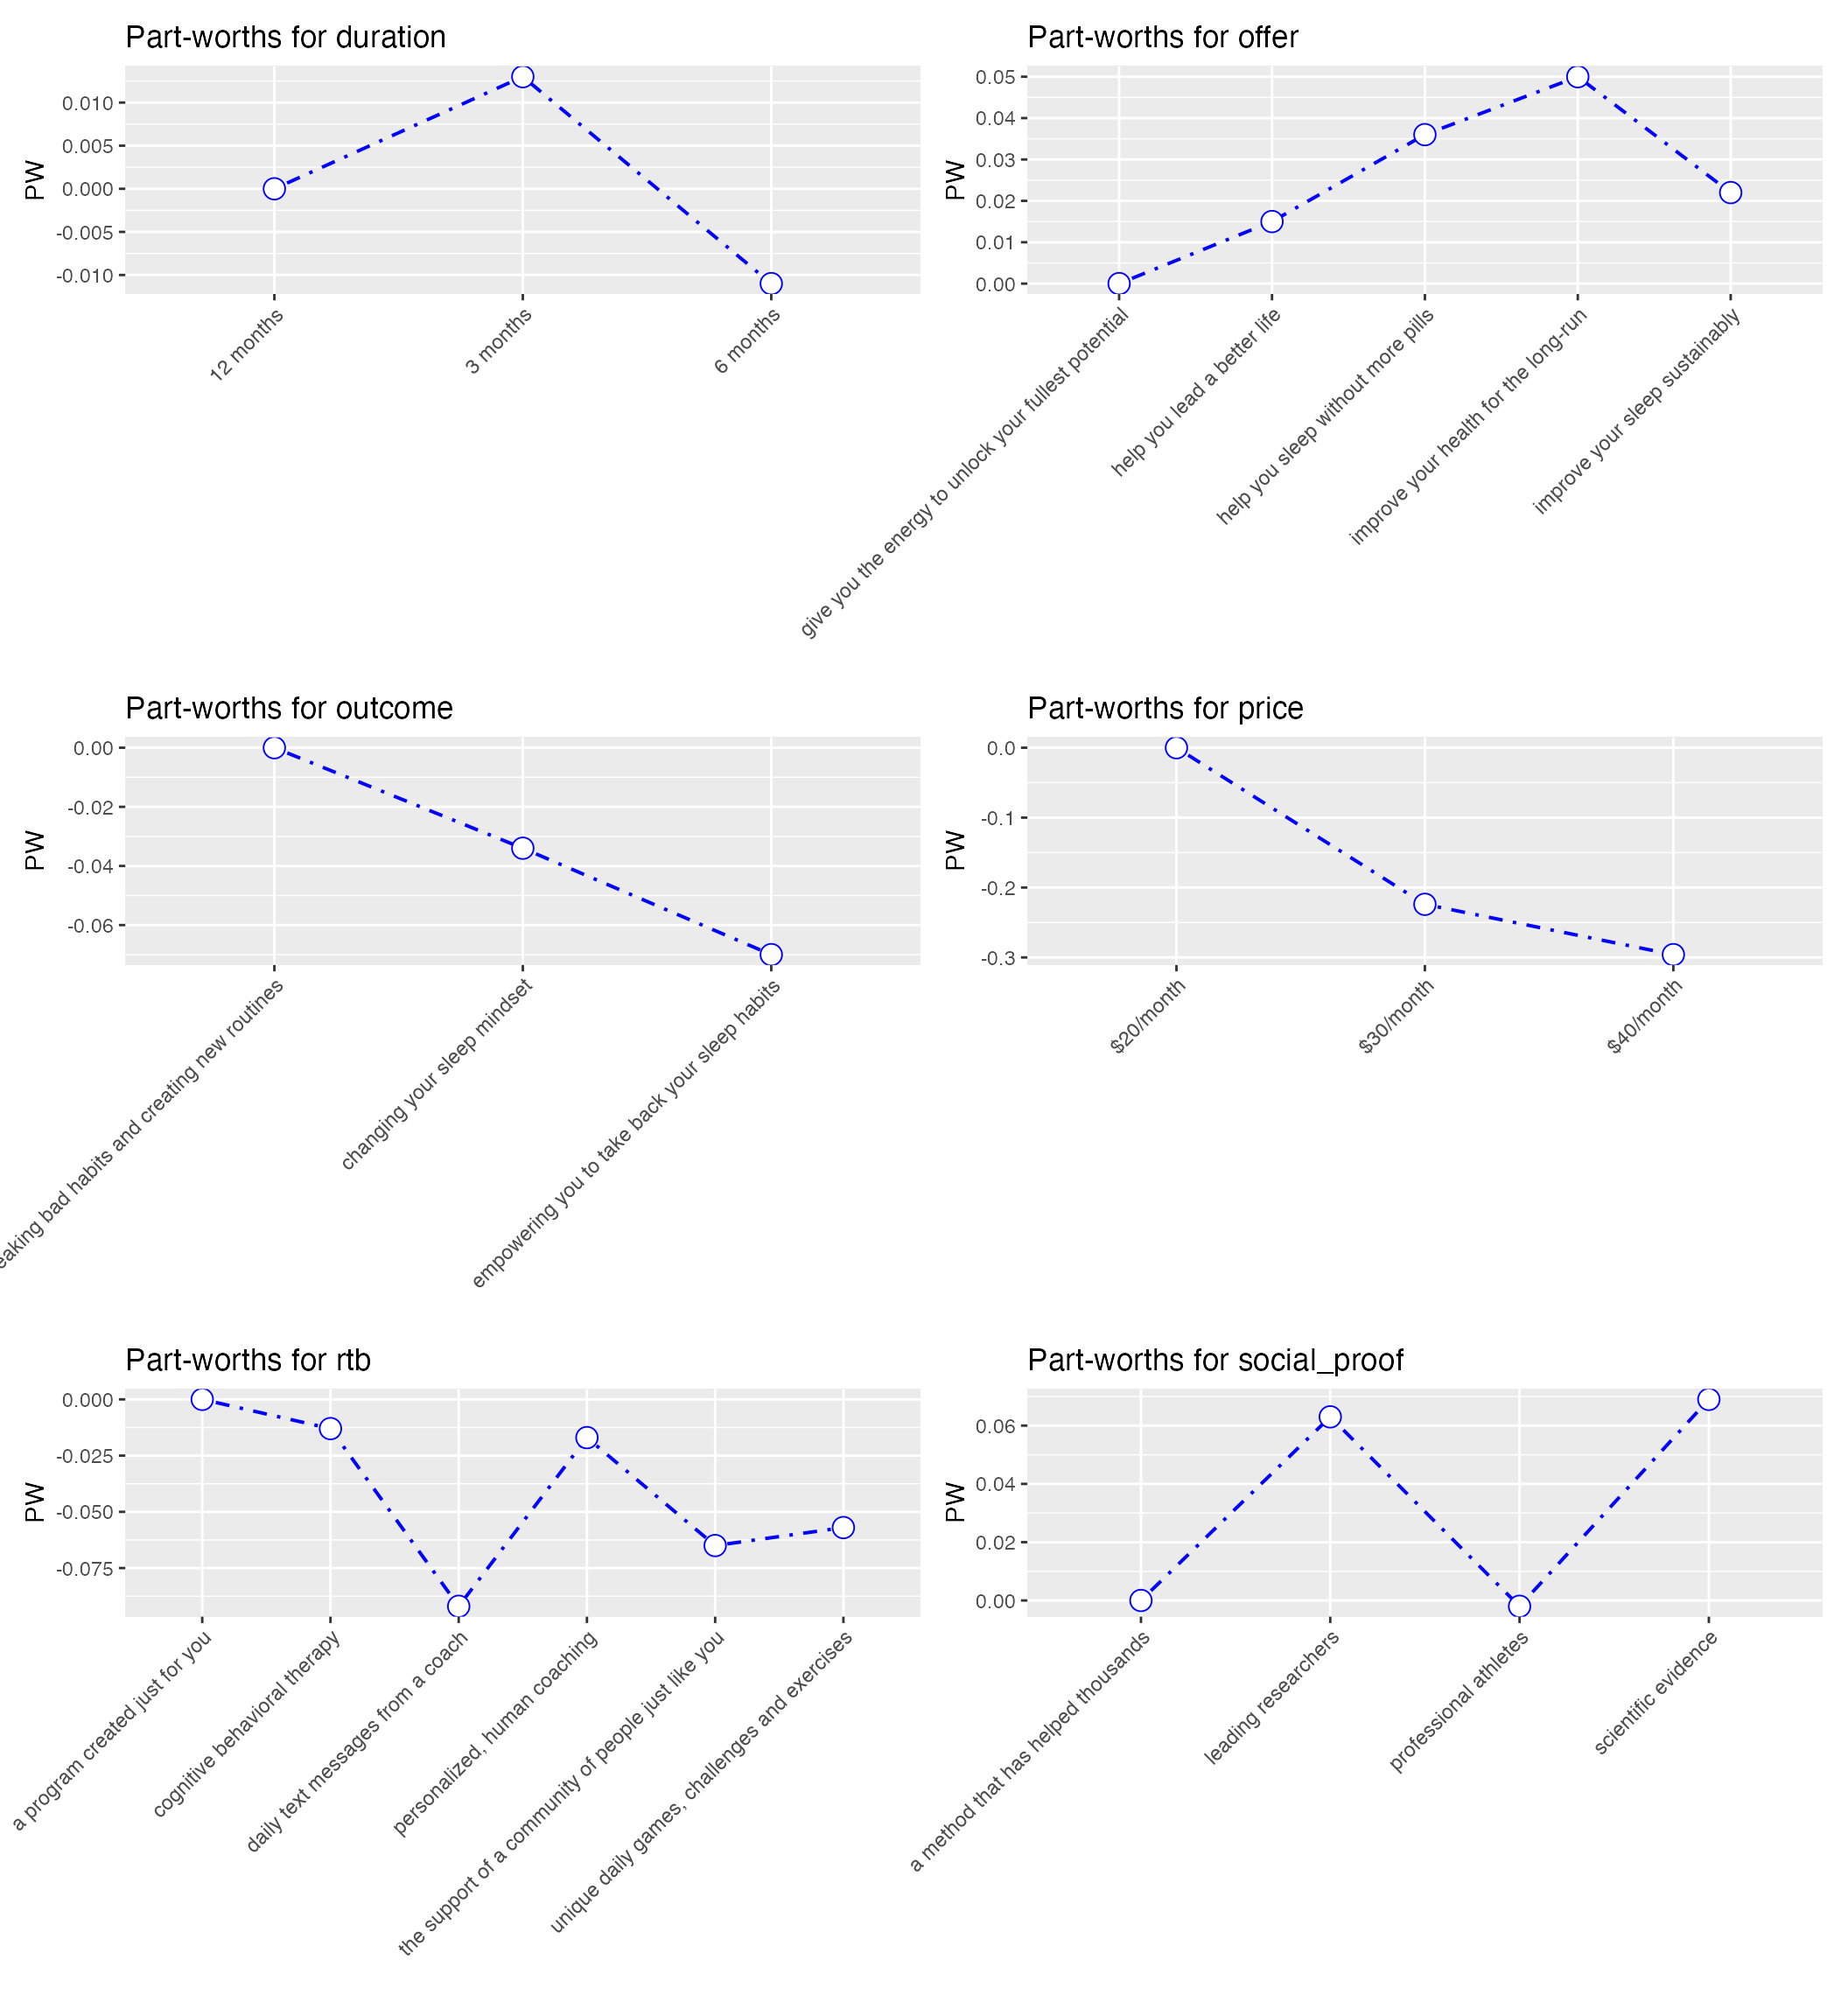 Part-worths for duration
PW
0.010
0.005
0.000
-0.005
-0.010
12 months
3 months
6 months
Part-worths for offer
PW
0.05
0.04
0.03
0.02
0.01
0.00
give you the energy to unlock your fullest potential
help you lead a better life
help you sleep without more pills
improve your health for the long-run
improve your sleep sustainably
Part-worths for outcome
PW
0.00
-0.02
-0.04
-0.06
eaking bad habits and creating new routines
changing your sleep mindset
empowering you to take back your sleep habits
Part-worths for price
PW
0.0
-0.1
-0.2
-0.3
$20/month
$30/month
$40/month
Part-worths for rtb
PW
0.000
-0.025
-0.050
-0.075
a program created just for you
cognitive behavioral therapy
daily text messages from a coach
personalized, human coaching
the support of a community of people just like you
unique daily games, challenges and exercises
Part-worths for social_proof
PW
0.06
0.04
0.02
0.00
a method that has helped thousands
leading researchers
professional athletes
scientific evidence